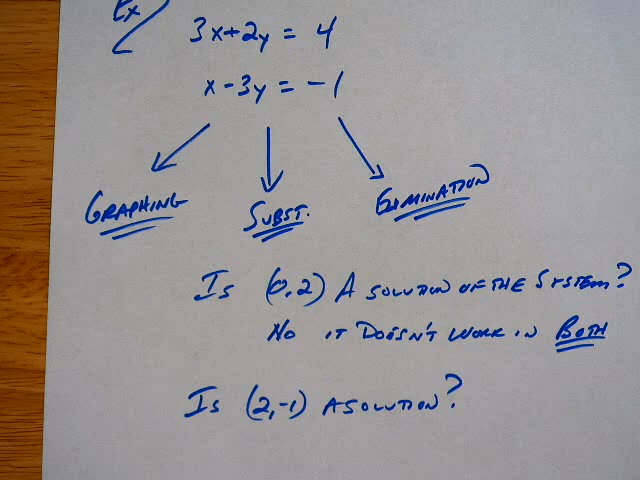 Ex
3x+2y = 4
x-3y = -1
GRAPHING SUBST. ELIMINATION
Is (0,2) A SOLUTION OF THE SYSTEM?
NO IT DOESN'T WORK IN BOTH
Is (2,-1) A SOLUTION?